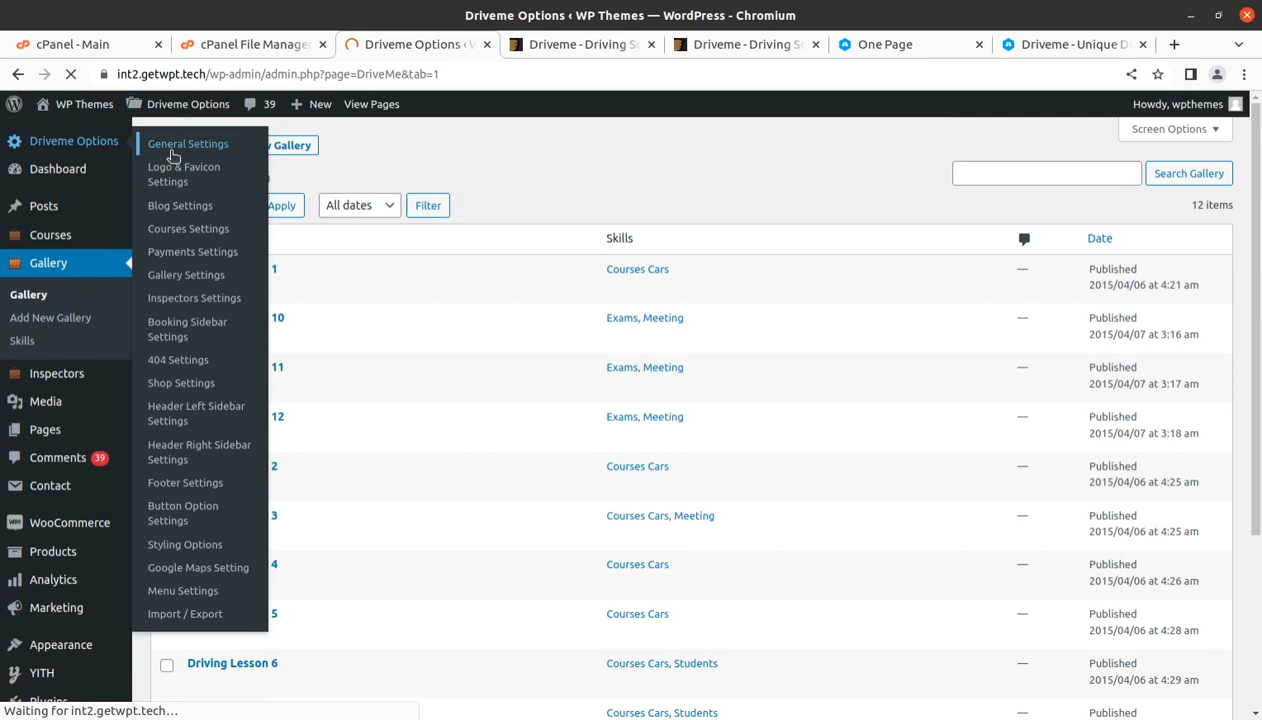 Driveme Options ‹ WP Themes — WordPress - Chromium
cPanel - Main
cPanel File Manager
Driveme Options ‹ W
Driveme - Driving Sc
Driveme - Driving Sc
One Page
Driveme - Unique D
int2.getwpt.tech/wp-admin/admin.php?page=DriveMe&tab=1
WP Themes
Driveme Options
39
New
View Pages
Howdy, wpthemes
Driveme Options
Dashboard
Posts
Courses
Gallery
Gallery
Add New Gallery
Skills
Inspectors
Media
Pages
Comments 39
Contact
WooCommerce
Products
Analytics
Marketing
Appearance
YITH
General Settings
Logo & Favicon
Settings
Blog Settings
Courses Settings
Payments Settings
Gallery Settings
Inspectors Settings
Booking Sidebar
Settings
404 Settings
Shop Settings
Header Left Sidebar
Settings
Header Right Sidebar
Settings
Footer Settings
Button Option
Settings
Styling Options
Google Maps Setting
Menu Settings
Import / Export
Gallery
Screen Options
Search Gallery
Apply
All dates
Filter
12 items
Skills
Date
1
Courses Cars
—
Published
2015/04/06 at 4:21 am
10
Exams, Meeting
—
Published
2015/04/07 at 3:16 am
11
Exams, Meeting
—
Published
2015/04/07 at 3:17 am
12
Exams, Meeting
—
Published
2015/04/07 at 3:18 am
2
Courses Cars
—
Published
2015/04/06 at 4:25 am
3
Courses Cars, Meeting
—
Published
2015/04/06 at 4:25 am
4
Courses Cars
—
Published
2015/04/06 at 4:26 am
5
Courses Cars
—
Published
2015/04/06 at 4:28 am
Driving Lesson 6
Courses Cars, Students
—
Published
2015/04/06 at 4:29 am
Courses Cars, Students
—
Published
Waiting for int2.getwpt.tech…